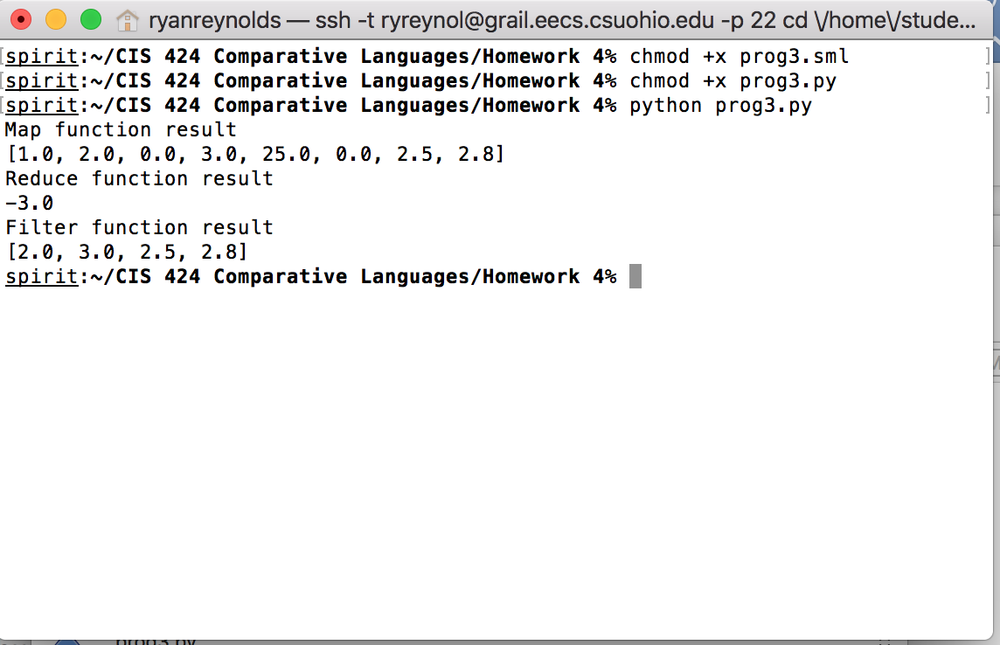 ryanreynolds — ssh -t ryreynol@grail.eecs.csuohio.edu -p 22 cd \/home\/stude...
[spirit:~/CIS 424 Comparative Languages/Homework 4% chmod +x prog3.sml ]
[spirit:~/CIS 424 Comparative Languages/Homework 4% chmod +x prog3.py ]
[spirit:~/CIS 424 Comparative Languages/Homework 4% python prog3.py ]
Map function result
[1.0, 2.0, 0.0, 3.0, 25.0, 0.0, 2.5, 2.8]
Reduce function result
-3.0
Filter function result
[2.0, 3.0, 2.5, 2.8]
spirit:~/CIS 424 Comparative Languages/Homework 4%
prog3.py